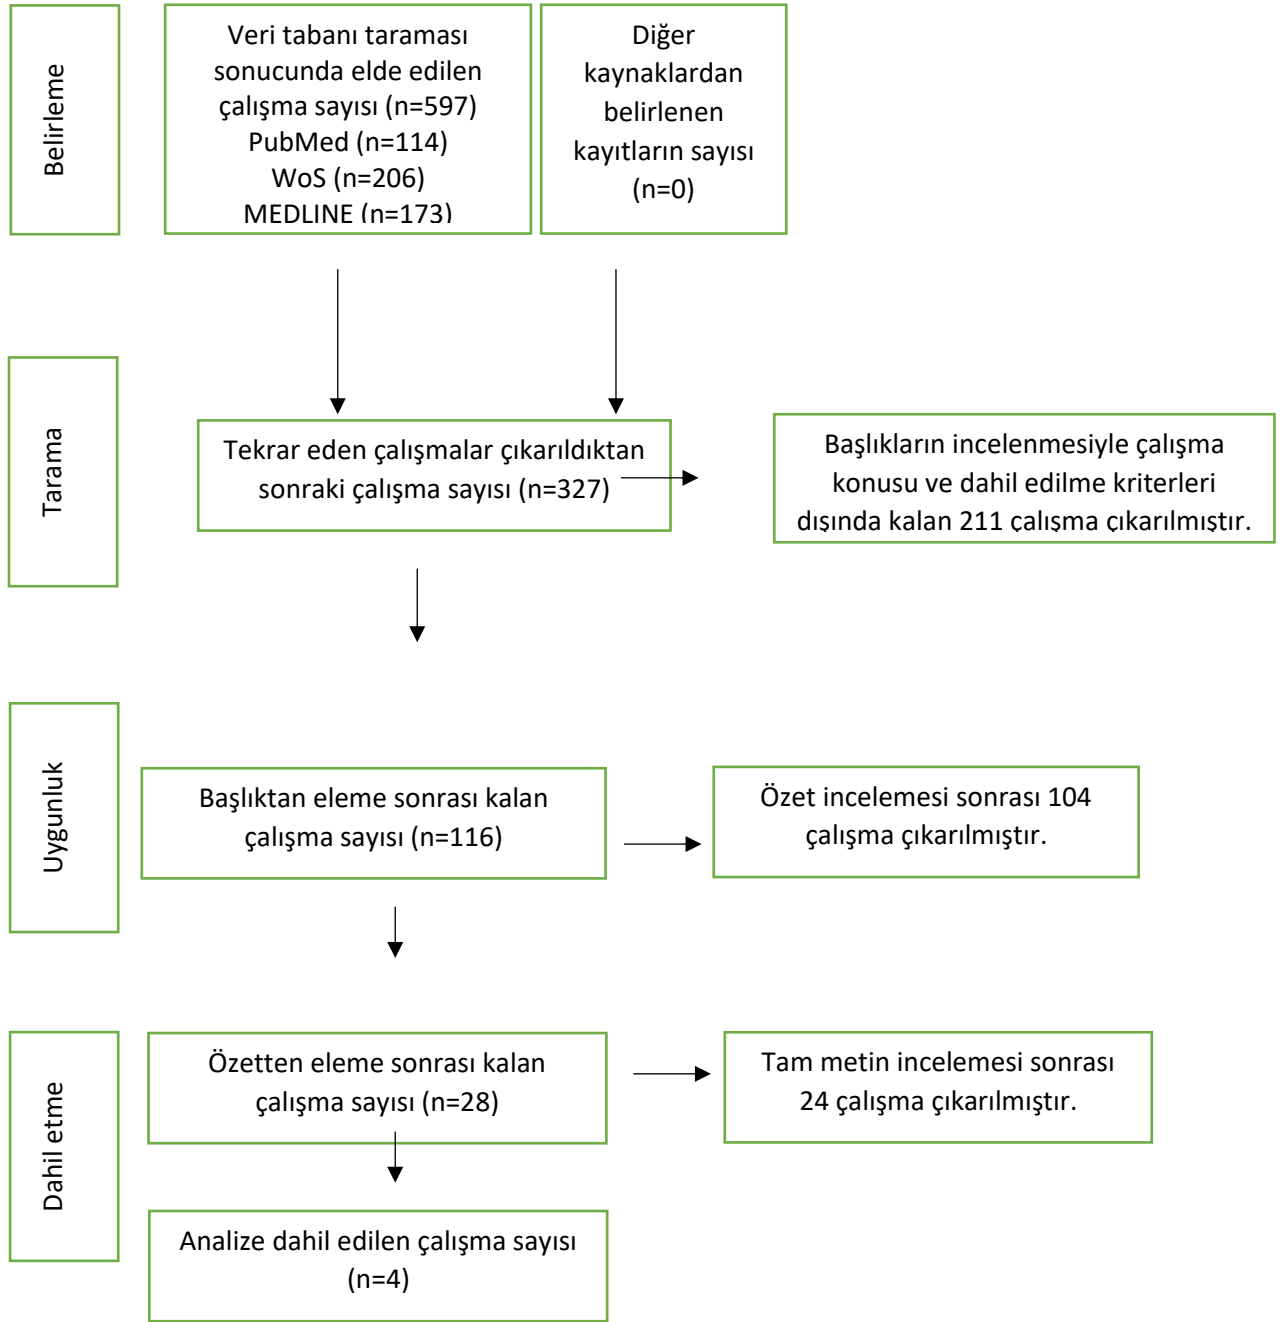 Belirleme
Veri tabanı taraması
sonucunda elde edilen
çalışma sayısı (n=597)
PubMed (n=114)
WoS (n=206)
MEDLINE (n=173)
Diğer
kaynaklardan
belirlenen
kayıtların sayısı
(n=0)
Tarama
Tekrar eden çalışmalar çıkarıldıktan
sonraki çalışma sayısı (n=327)
Başlıkların incelenmesiyle çalışma
konusu ve dahil edilme kriterleri
dışında kalan 211 çalışma çıkarılmıştır.
Uygunluk
Başlıktan eleme sonrası kalan
çalışma sayısı (n=116)
Özet incelemesi sonrası 104
çalışma çıkarılmıştır.
Dahil etme
Özetten eleme sonrası kalan
çalışma sayısı (n=28)
Tam metin incelemesi sonrası
24 çalışma çıkarılmıştır.
Analize dahil edilen çalışma sayısı
(n=4)